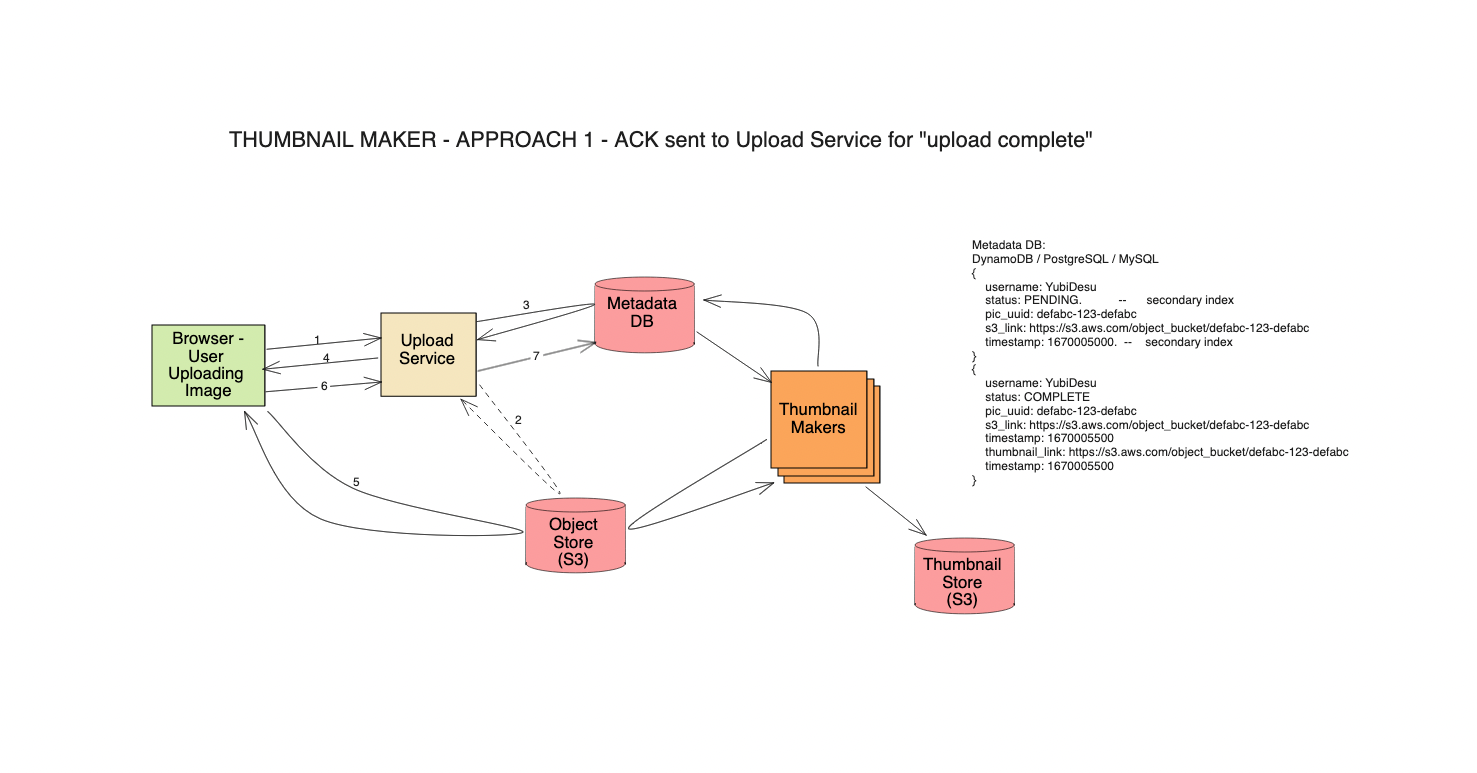 THUMBNAIL MAKER - APPROACH 1 - ACK sent to Upload Service for "upload complete"
Metadata DB:
DynamoDB / PostgreSQL / MySQL
{
username: YubiDesu
status: PENDING. -- secondary index
pic_uuid: defabc-123-defabc
s3_link: https://s3.aws.com/object_bucket/defabc-123-defabc
timestamp: 1670005000. -- secondary index
}
{
username: YubiDesu
status: COMPLETE
pic_uuid: defabc-123-defabc
s3_link: https://s3.aws.com/object_bucket/defabc-123-defabc
timestamp: 1670005500
thumbnail_link: https://s3.aws.com/object_bucket/defabc-123-defabc
timestamp: 1670005500
}
Browser -
User
Uploading
Image
1
4
6
Upload
Service
3
7
2
5
Metadata
DB
Thumbnail
Makers
Object
Store
(S3)
Thumbnail
Store
(S3)